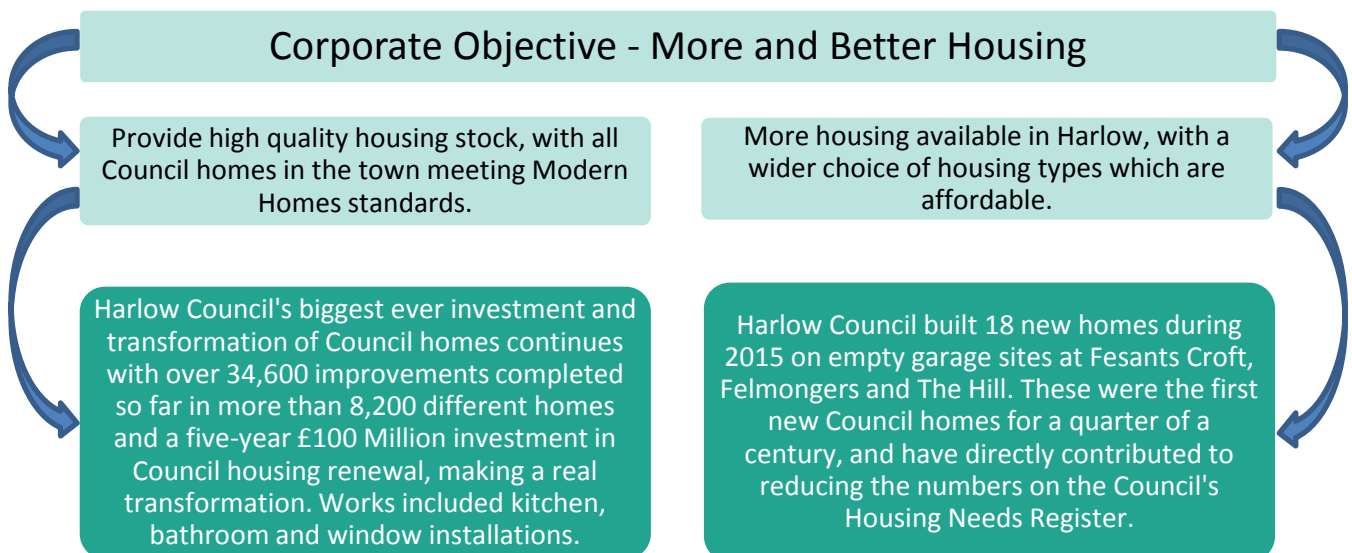 Corporate Objective - More and Better Housing
Provide high quality housing stock, with all
Council homes in the town meeting Modern
Homes standards.
More housing available in Harlow, with a
wider choice of housing types which are
affordable.
Harlow Council's biggest ever investment and
transformation of Council homes continues
with over 34,600 improvements completed
so far in more than 8,200 different homes
and a five-year £100 Million investment in
Council housing renewal, making a real
transformation. Works included kitchen,
bathroom and window installations.
Harlow Council built 18 new homes during
2015 on empty garage sites at Fesants Croft,
Felmongers and The Hill. These were the first
new Council homes for a quarter of a
century, and have directly contributed to
reducing the numbers on the Council's
Housing Needs Register.